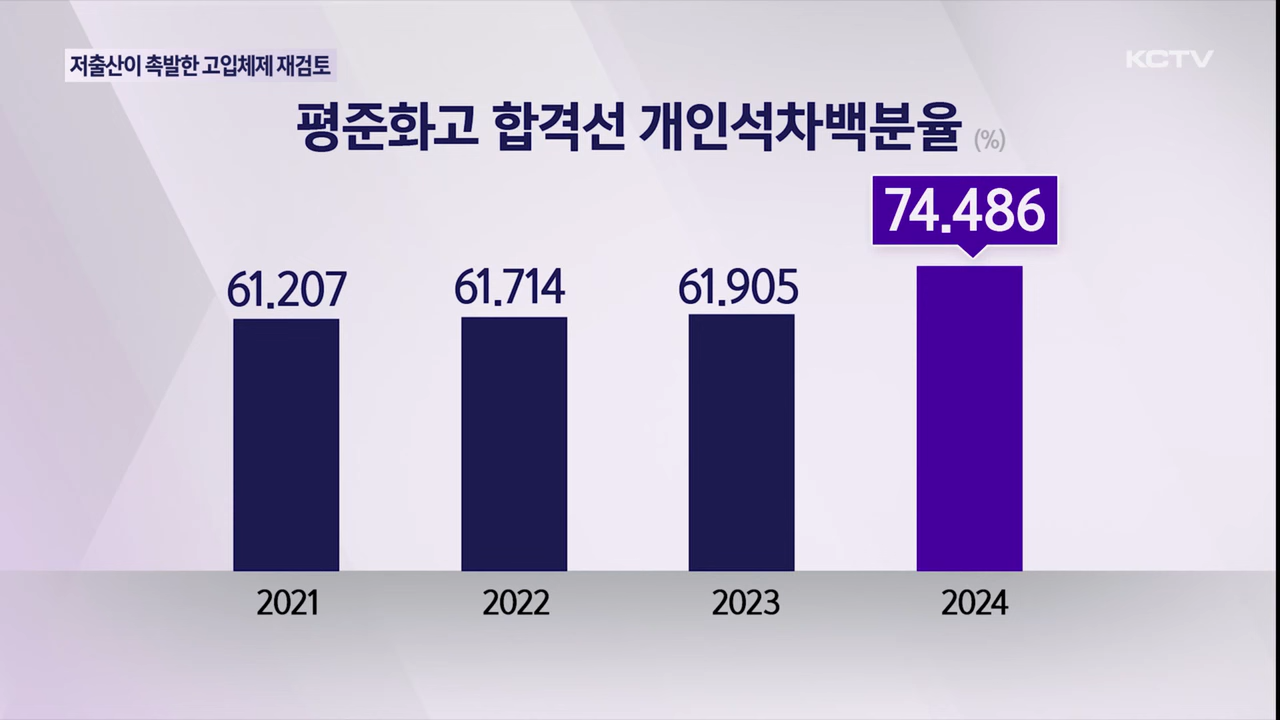 저출산이 촉발한 고입체제 재검토
KCTV
평준화고 합격선 개인석차백분율 (%)
74.486
61.207 61.714 61.905
2021 2022 2023 2024